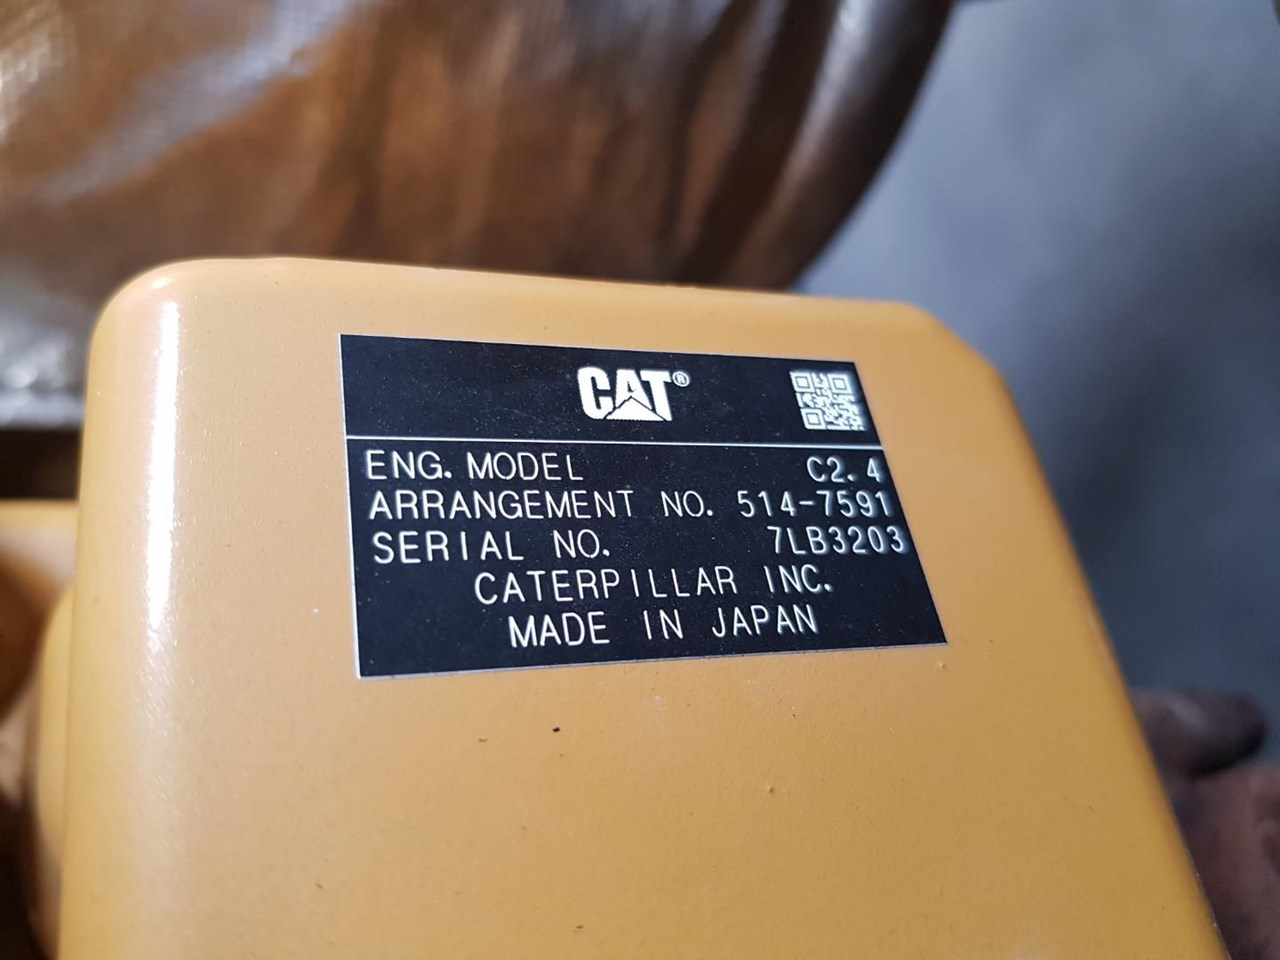 CAT®
ENG. MODEL C2.4
ARRANGEMENT NO. 514-7591
SERIAL NO. 7LB3203
CATERPILLAR INC.
MADE IN JAPAN